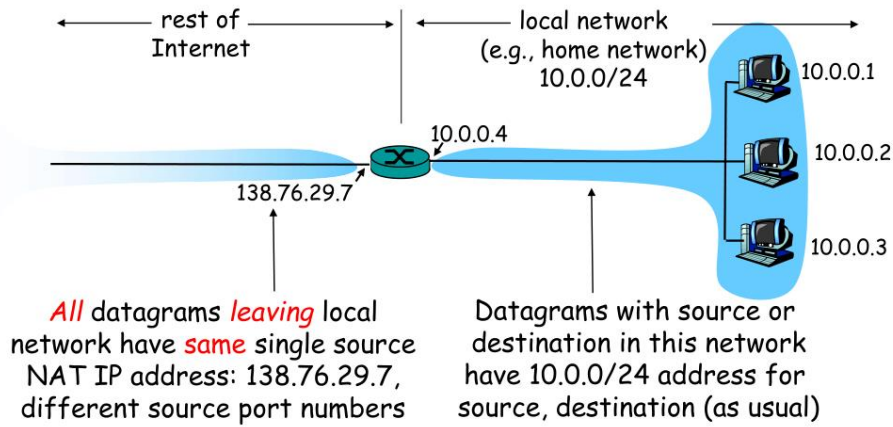 rest of
Internet
local network
(e.g., home network)
10.0.0/24
10.0.0.1
10.0.0.4
10.0.0.2
138.76.29.7
10.0.0.3
All datagrams leaving local
network have same single source
NAT IP address: 138.76.29.7,
different source port numbers
Datagrams with source or
destination in this network
have 10.0.0/24 address for
source, destination (as usual)